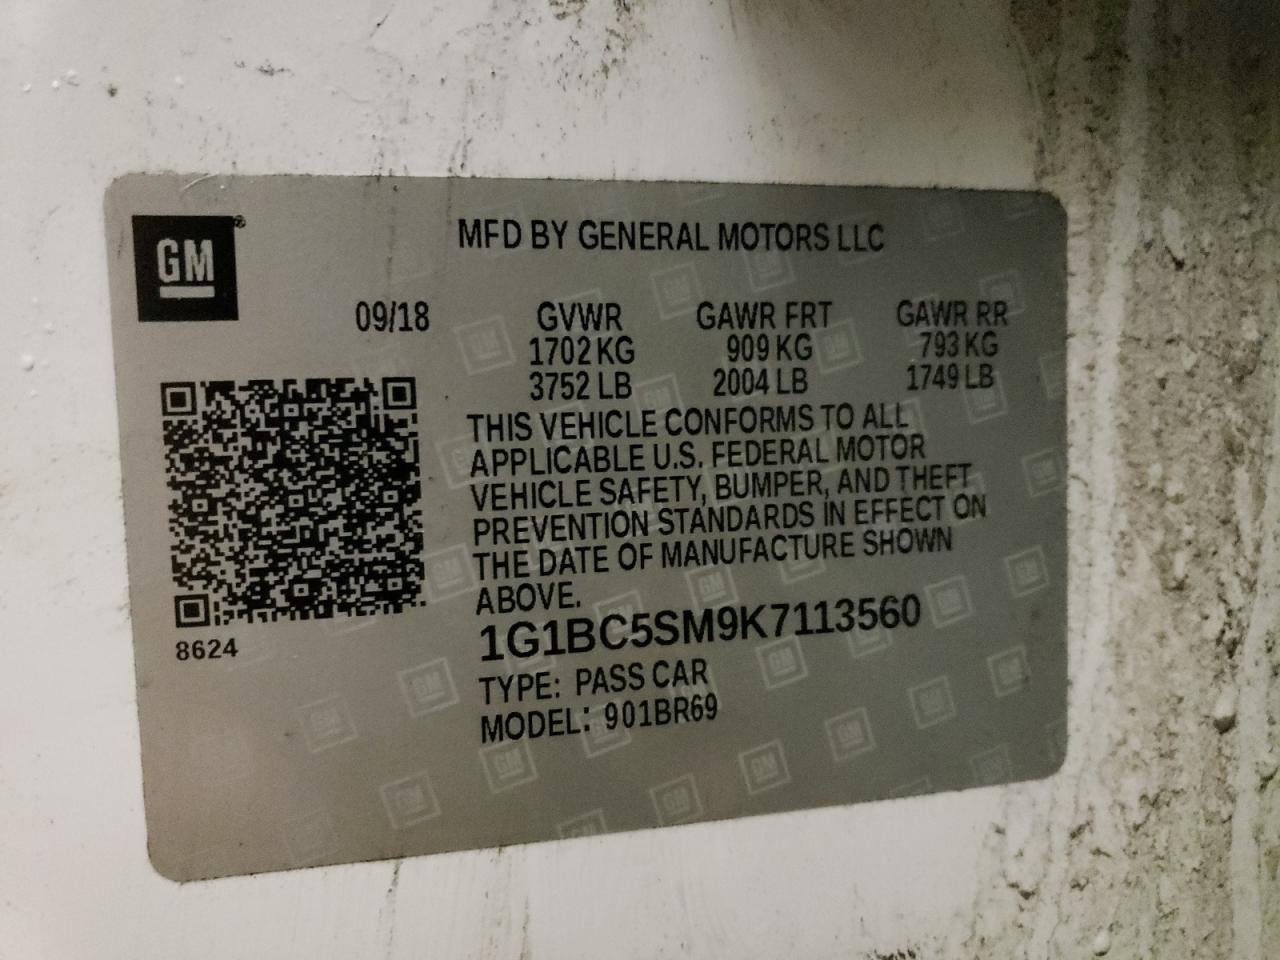 GM®
MFD BY GENERAL MOTORS LLC
09/18 GVWR GAWR FRT GAWR RR
1702 KG 909 KG 793 KG
3752 LB 2004 LB 1749 LB
THIS VEHICLE CONFORMS TO ALL
APPLICABLE U.S. FEDERAL MOTOR
VEHICLE SAFETY, BUMPER, AND THEFT
PREVENTION STANDARDS IN EFFECT ON
THE DATE OF MANUFACTURE SHOWN
ABOVE.
1G1BC5SM9K7113560
8624
TYPE: PASS CAR
MODEL: 901BR69